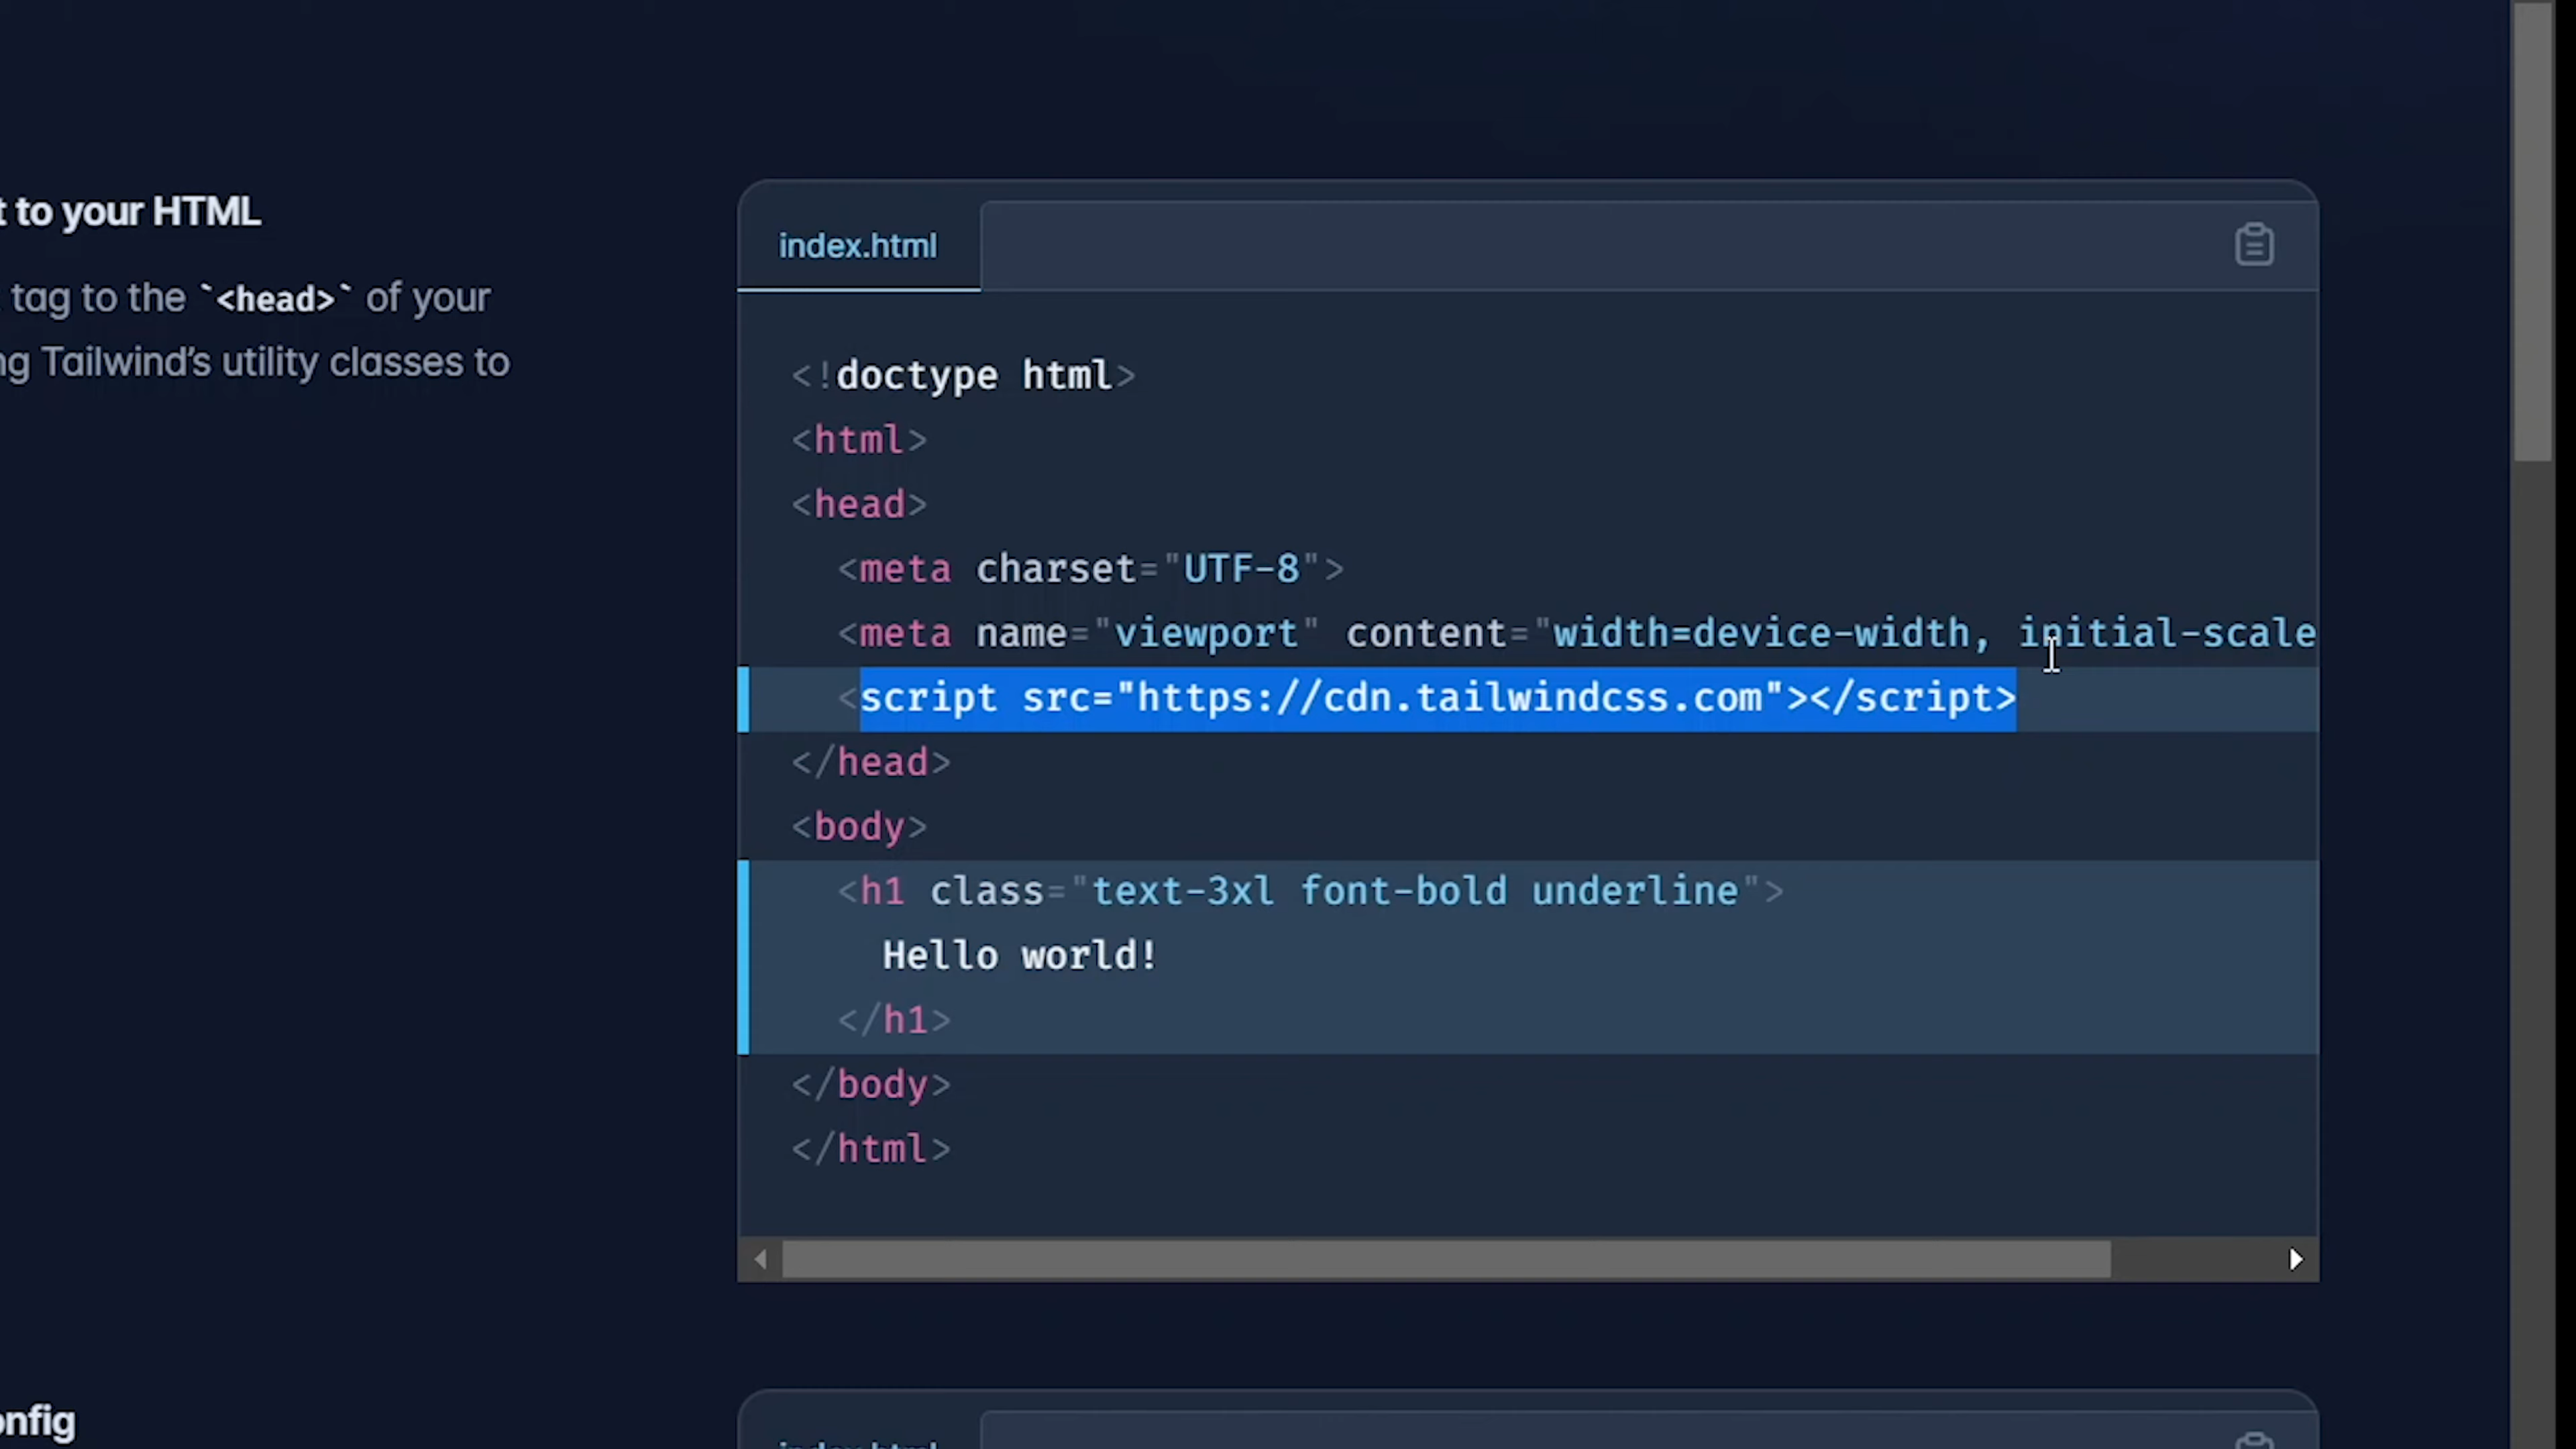 t to your HTML
tag to the `<head>` of your
ng Tailwind’s utility classes to
index.html
<!doctype html>
<html>
<head>
  <meta charset="UTF-8">
  <meta name="viewport" content="width=device-width, initial-scale
  <script src="https://cdn.tailwindcss.com"></script>
</head>
<body>
  <h1 class="text-3xl font-bold underline">
    Hello world!
  </h1>
</body>
</html>
onfig
index.html